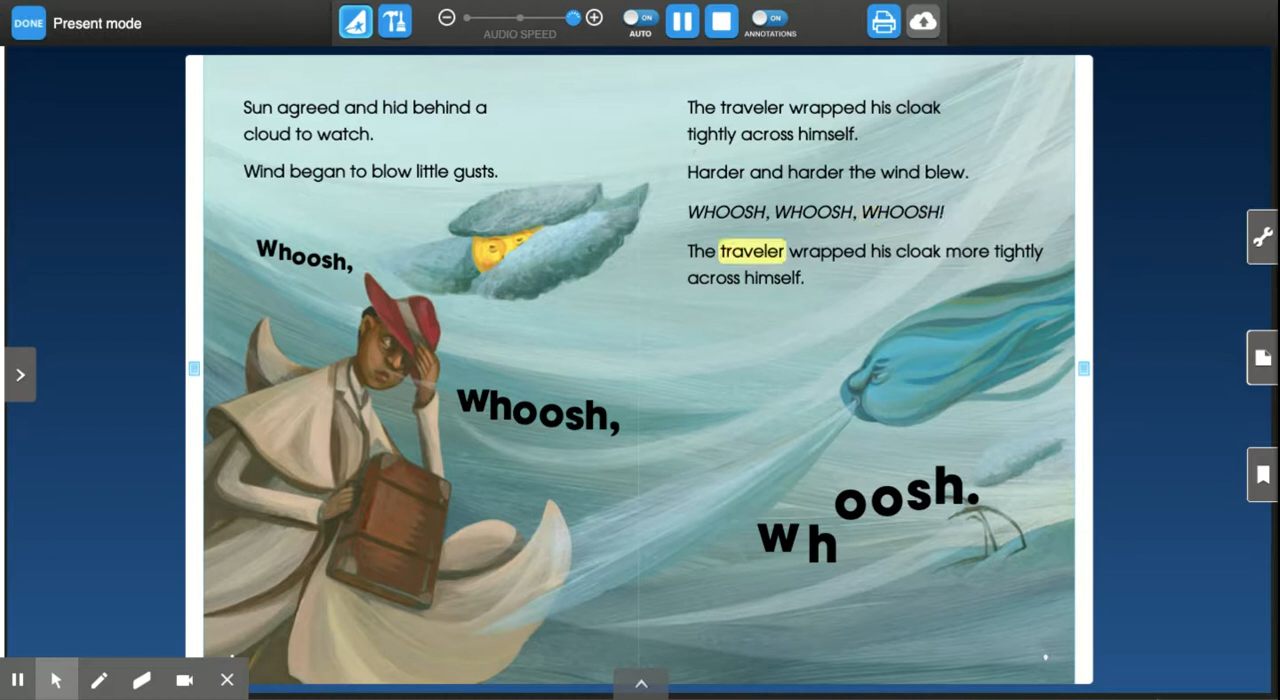 DONE Present mode
AUDIO SPEED
ON
AUTO
ON
ANNOTATIONS
Sun agreed and hid behind a
cloud to watch.
Wind began to blow little gusts.
Whoosh,
Whoosh,
The traveler wrapped his cloak
tightly across himself.
Harder and harder the wind blew.
WHOOSH, WHOOSH, WHOOSH!
The traveler wrapped his cloak more tightly
across himself.
Whoosh.